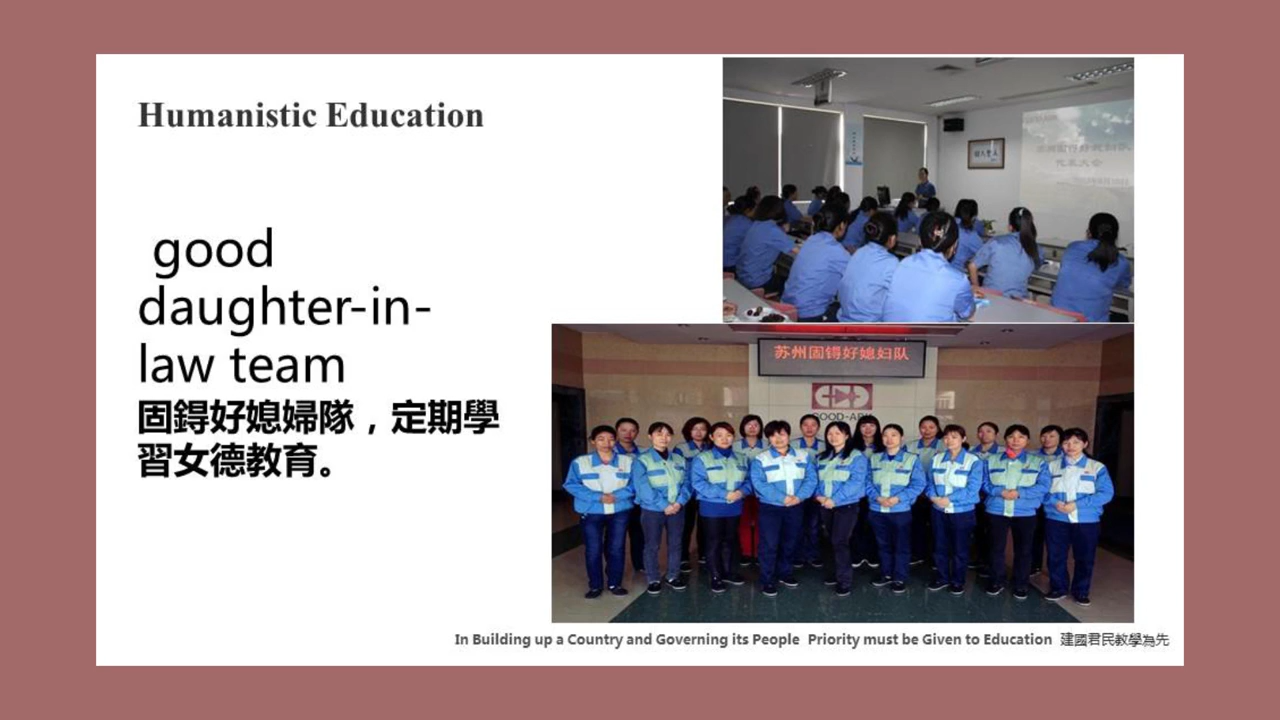 Humanistic Education
good
daughter-in-
law team
固鍀好媳婦隊，定期學
習女德教育。
苏州固锝好媳妇队
GOOD-ARK
In Building up a Country and Governing its People Priority must be Given to Education 建國君民教學為先